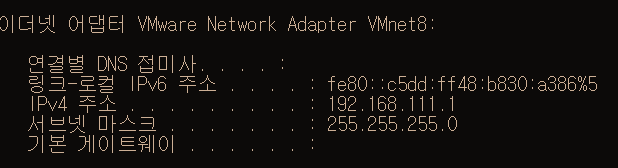 이더넷 어댑터 VMware Network Adapter VMnet8:
연결별 DNS 접미사. . . . :
링크-로컬 IPv6 주소 . . . . : fe80::c5dd:ff48:b830:a386%5
IPv4 주소 . . . . . . . . . : 192.168.111.1
서브넷 마스크 . . . . . . . : 255.255.255.0
기본 게이트웨이 . . . . . . :